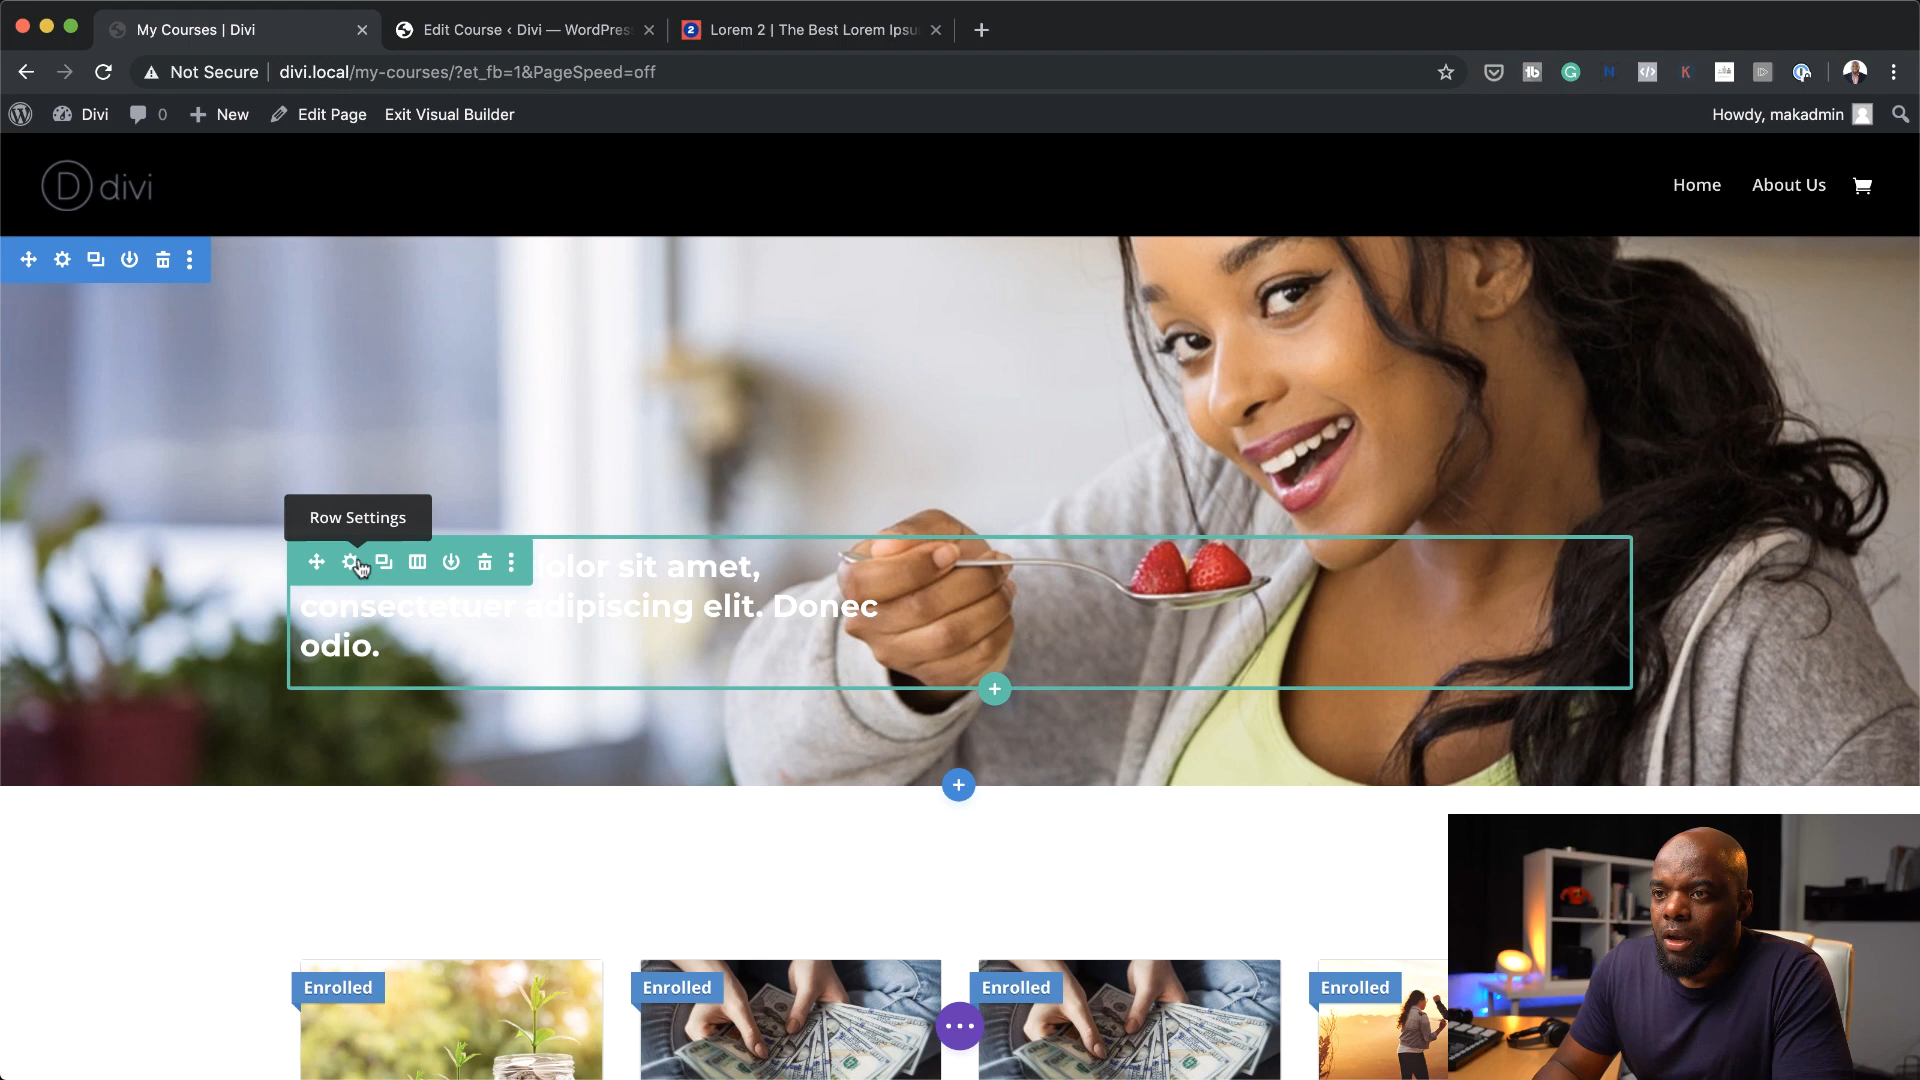 My Courses | Divi
Edit Course ‹ Divi — WordPres
Lorem 2 | The Best Lorem Ipsu
Not Secure
divi.local/my-courses/?et_fb=1&PageSpeed=off
Divi
0
New
Edit Page
Exit Visual Builder
Howdy, makadmin
D divi
Home
About Us
Row Settings
olor sit amet,
consectetuer adipiscing elit. Donec
odio.
Enrolled
Enrolled
Enrolled
Enrolled